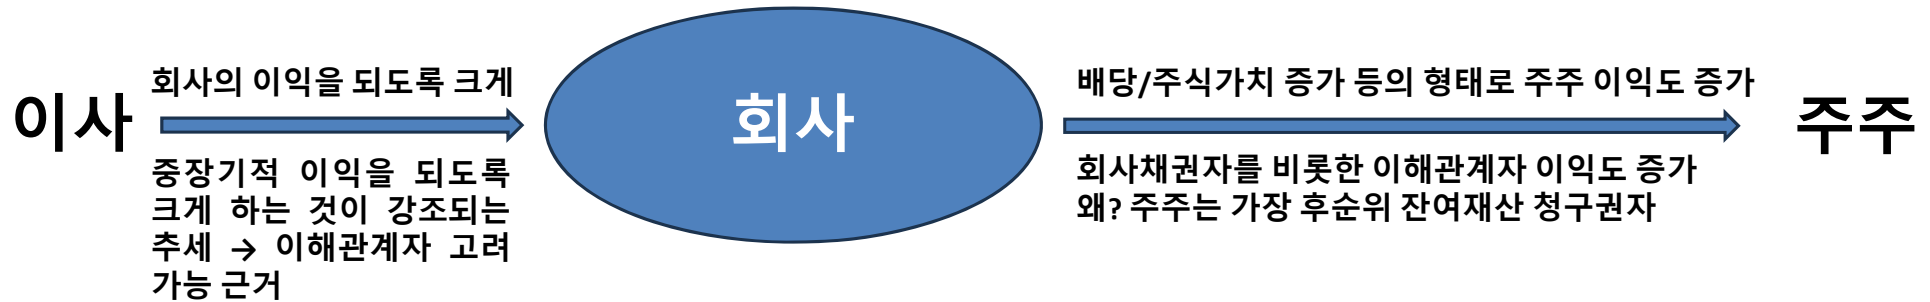 이사
회사의 이익을 되도록 크게
중장기적 이익을 되도록
크게 하는 것이 강조되는
추세 → 이해관계자 고려
가능 근거
회사
배당/주식가치 증가 등의 형태로 주주 이익도 증가
회사채권자를 비롯한 이해관계자 이익도 증가
왜? 주주는 가장 후순위 잔여재산 청구권자
주주